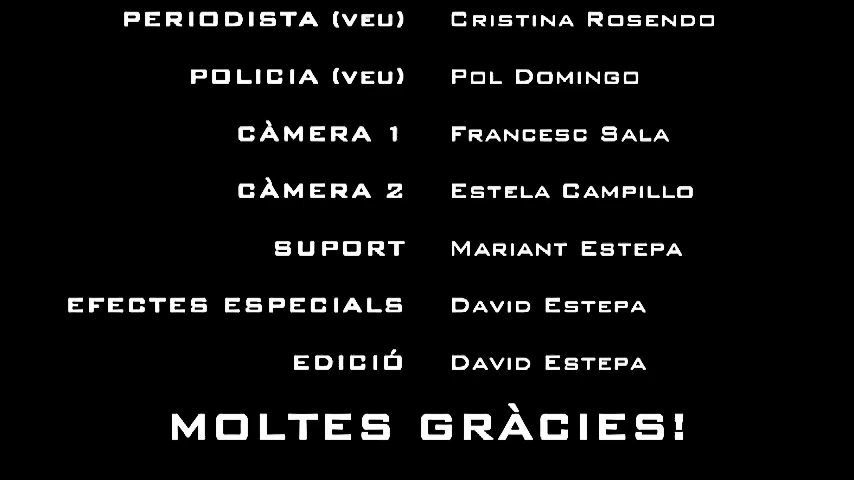 PERIODISTA (VEU) CRISTINA ROSENDO
POLICIA (VEU) POL DOMINGO
CÀMERA 1 FRANCESC SALA
CÀMERA 2 ESTELA CAMPILLO
SUPORT MARIANT ESTEPA
EFECTES ESPECIALS DAVID ESTEPA
EDICIÓ DAVID ESTEPA
MOLTES GRÀCIES!